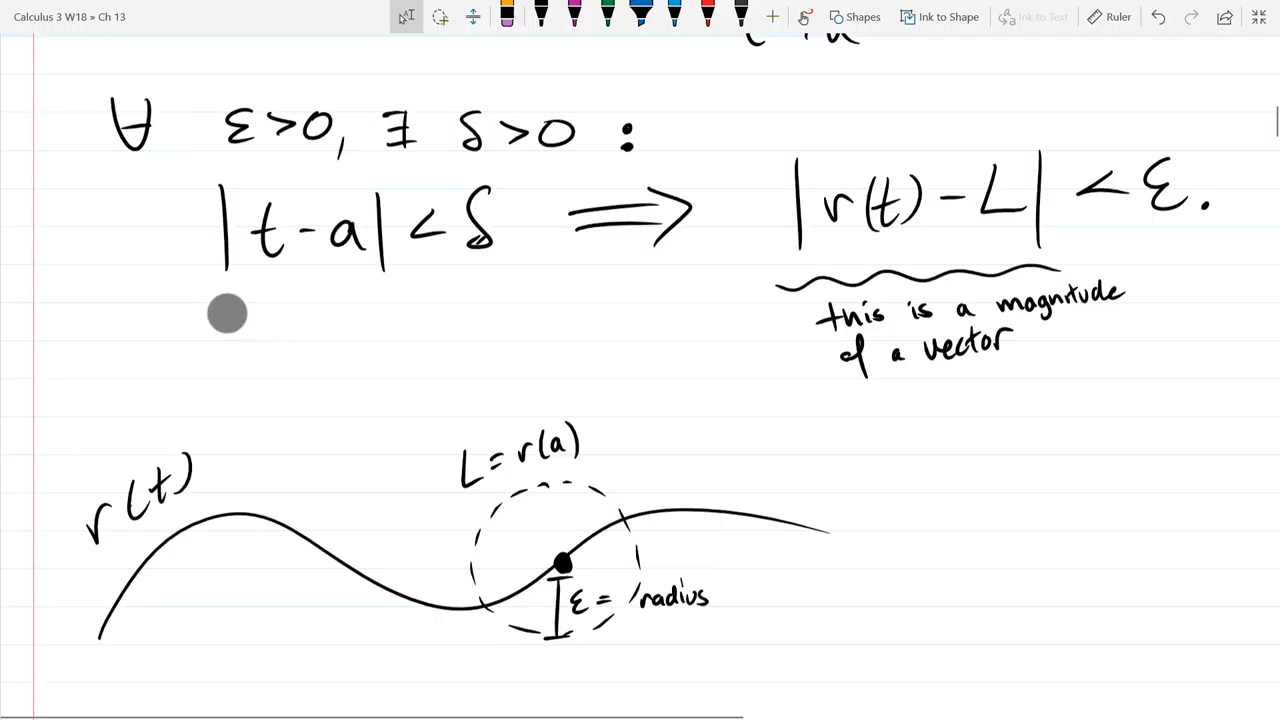 Calculus 3 W18 » Ch 13
Shapes
Ink to Shape
Ink to Text
Ruler
∀ ε>0, ∃ δ>0 :
|t-a| < δ ⟹ |r(t)-L| < ε.
this is a magnitude
of a vector
r(t)
L = r(a)
ε = radius